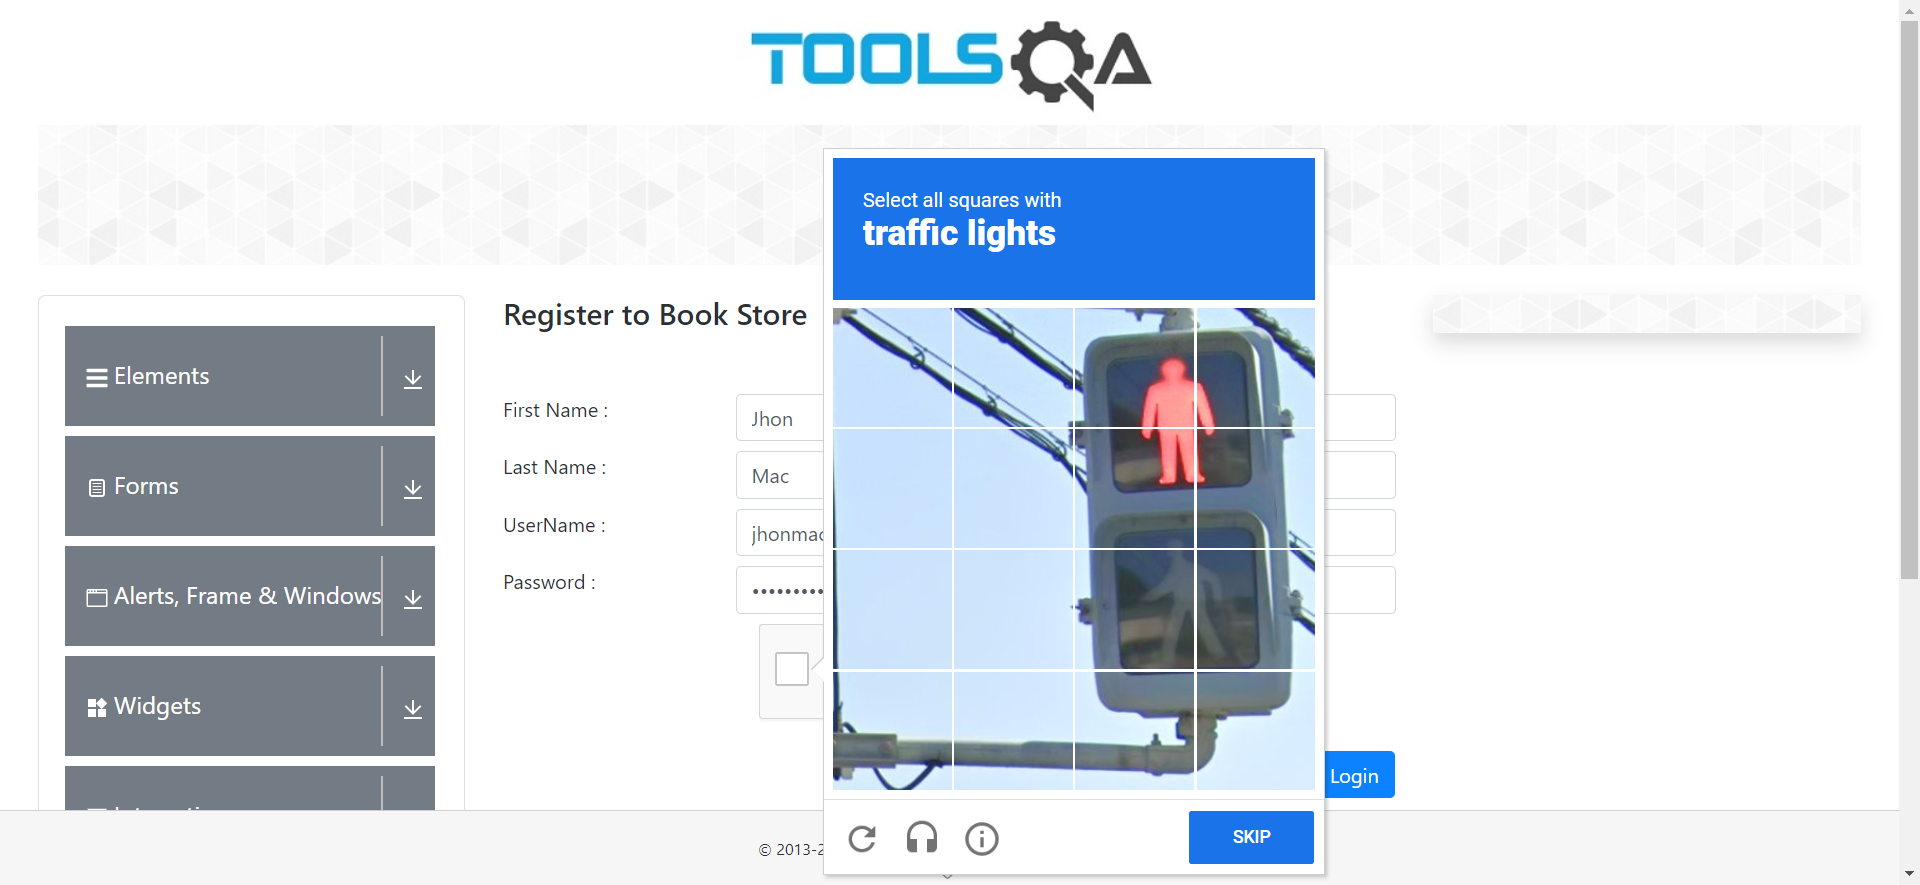 TOOLSQA
Select all squares with
traffic lights
Elements
Forms
Alerts, Frame & Windows
Widgets
Register to Book Store
First Name :
Jhon
Last Name :
Mac
UserName :
jhonmac
Password :
Login
SKIP
© 2013-2